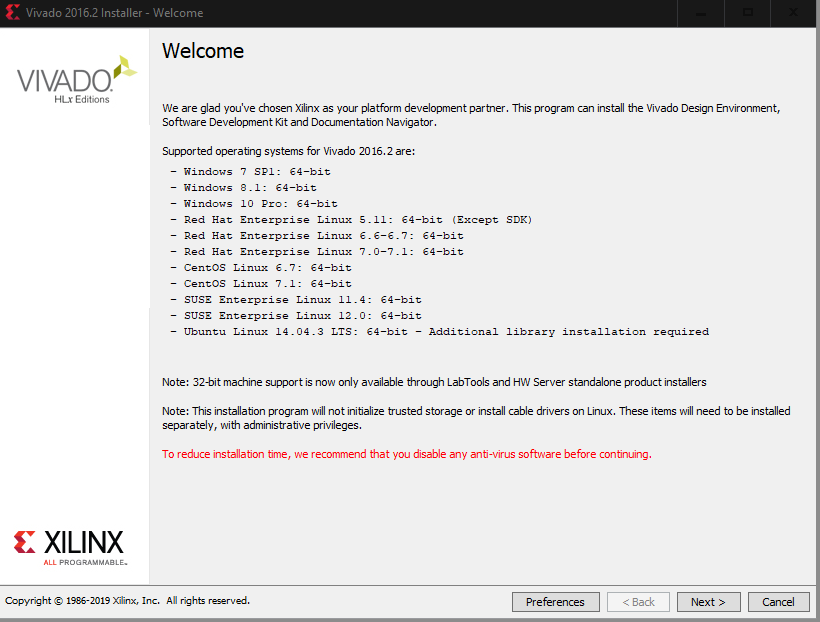 Vivado 2016.2 Installer - Welcome
VIVADO.
HLx Editions
Welcome
We are glad you've chosen Xilinx as your platform development partner. This program can install the Vivado Design Environment,
Software Development Kit and Documentation Navigator.
Supported operating systems for Vivado 2016.2 are:
- Windows 7 SP1: 64-bit
- Windows 8.1: 64-bit
- Windows 10 Pro: 64-bit
- Red Hat Enterprise Linux 5.11: 64-bit (Except SDK)
- Red Hat Enterprise Linux 6.6-6.7: 64-bit
- Red Hat Enterprise Linux 7.0-7.1: 64-bit
- CentOS Linux 6.7: 64-bit
- CentOS Linux 7.1: 64-bit
- SUSE Enterprise Linux 11.4: 64-bit
- SUSE Enterprise Linux 12.0: 64-bit
- Ubuntu Linux 14.04.3 LTS: 64-bit - Additional library installation required
Note: 32-bit machine support is now only available through LabTools and HW Server standalone product installers
Note: This installation program will not initialize trusted storage or install cable drivers on Linux. These items will need to be installed
separately, with administrative privileges.
To reduce installation time, we recommend that you disable any anti-virus software before continuing.
XILINX
ALL PROGRAMMABLE™
Copyright © 1986-2019 Xilinx, Inc. All rights reserved.
Preferences
< Back
Next >
Cancel